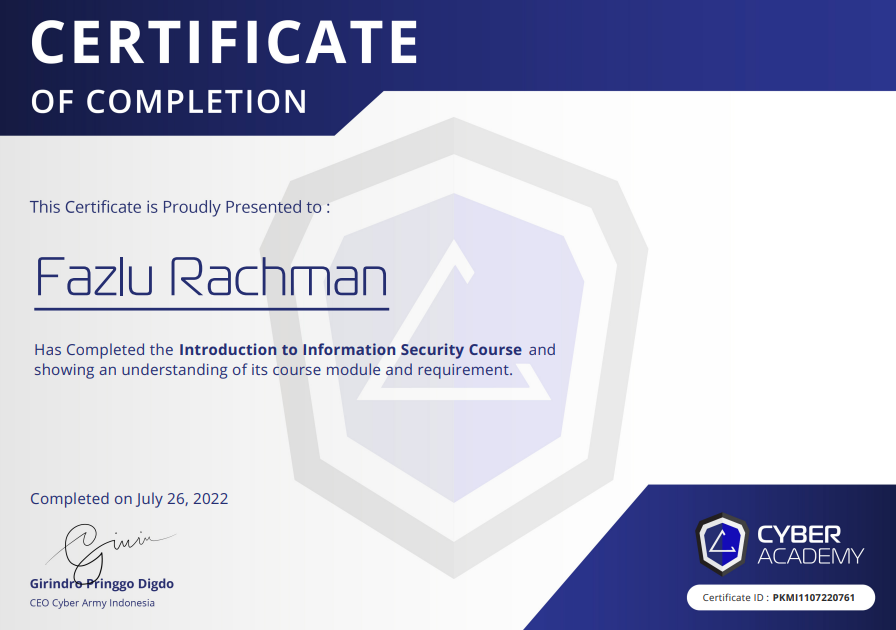 CERTIFICATE
OF COMPLETION
This Certificate is Proudly Presented to :
Fazlu Rachman
Has Completed the Introduction to Information Security Course and
showing an understanding of its course module and requirement.
Completed on July 26, 2022
Girindro Pringgo Digdo
CEO Cyber Army Indonesia
CYBER
ACADEMY
Certificate ID : PKMI1107220761